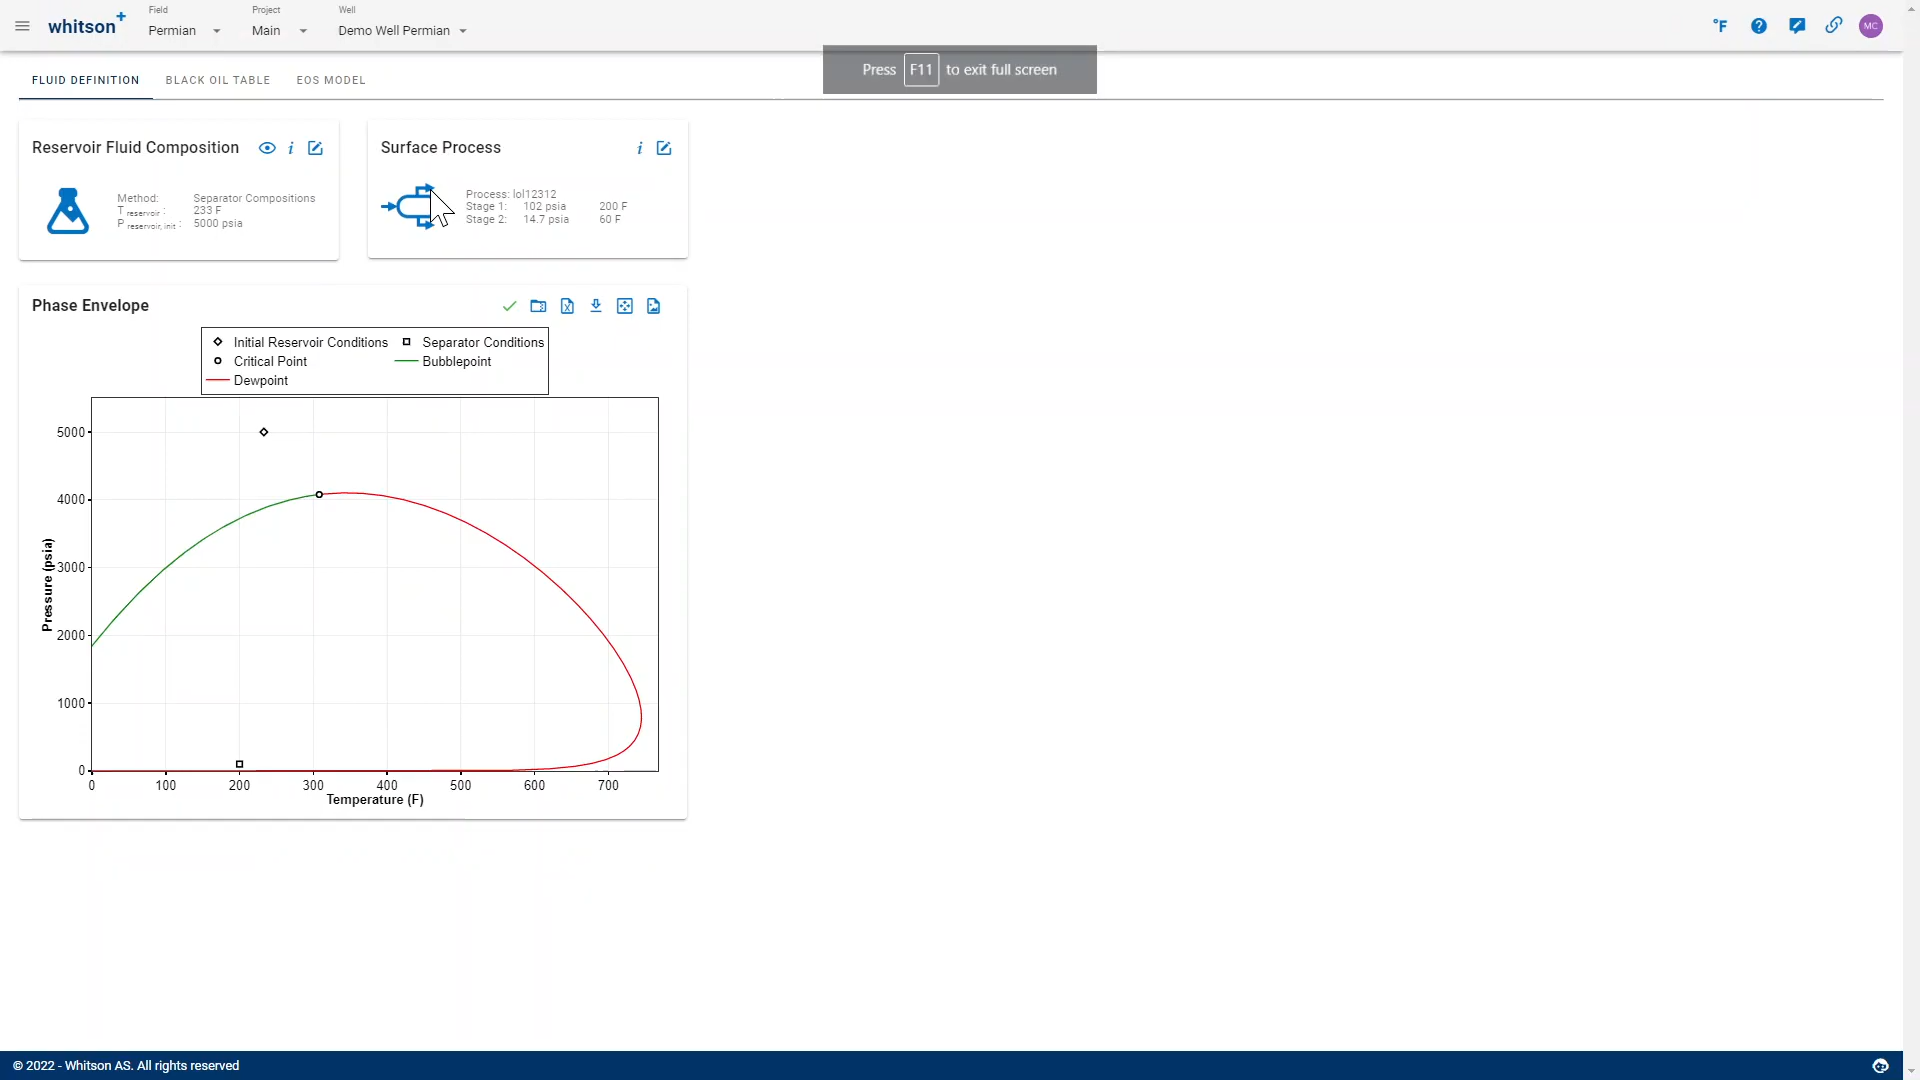 Field
Project
Well
whitson+
Permian
Main
Demo Well Permian
°F
?
MC
Press F11 to exit full screen
FLUID DEFINITION
BLACK OIL TABLE
EOS MODEL
Reservoir Fluid Composition
i
Surface Process
i
Method: Separator Compositions
T reservoir : 233 F
P reservoir, init : 5000 psia
Process: lol12312
Stage 1: 102 psia 200 F
Stage 2: 14.7 psia 60 F
Phase Envelope
Initial Reservoir Conditions
Separator Conditions
Critical Point
Bubblepoint
Dewpoint
5000
4000
3000
2000
1000
0
Pressure (psia)
0 100 200 300 400 500 600 700
Temperature (F)
© 2022 - Whitson AS. All rights reserved